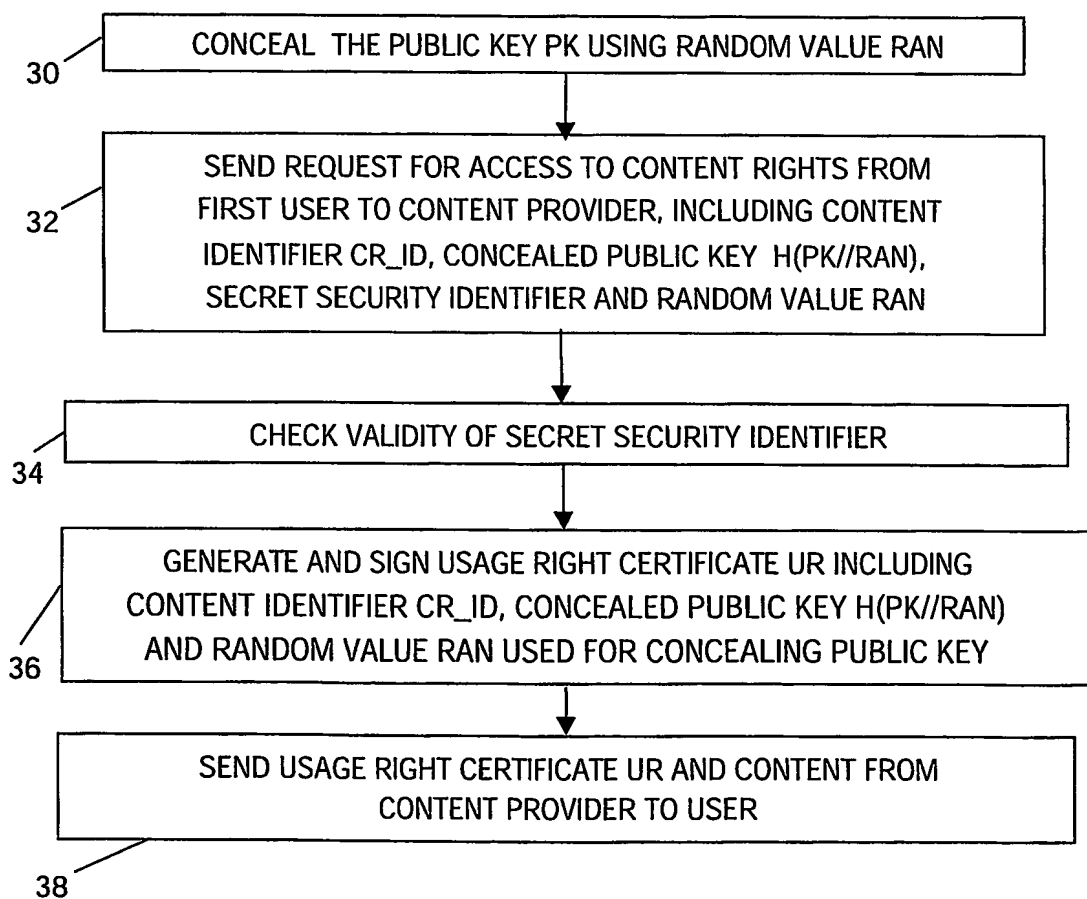 CONCEAL THE PUBLIC KEY PK USING RANDOM VALUE RAN
30
SEND REQUEST FOR ACCESS TO CONTENT RIGHTS FROM
FIRST USER TO CONTENT PROVIDER, INCLUDING CONTENT
IDENTIFIER CR_ID, CONCEALED PUBLIC KEY H(PK//RAN),
SECRET SECURITY IDENTIFIER AND RANDOM VALUE RAN
32
CHECK VALIDITY OF SECRET SECURITY IDENTIFIER
34
GENERATE AND SIGN USAGE RIGHT CERTIFICATE UR INCLUDING
CONTENT IDENTIFIER CR_ID, CONCEALED PUBLIC KEY H(PK//RAN)
AND RANDOM VALUE RAN USED FOR CONCEALING PUBLIC KEY
36
SEND USAGE RIGHT CERTIFICATE UR AND CONTENT FROM
CONTENT PROVIDER TO USER
38